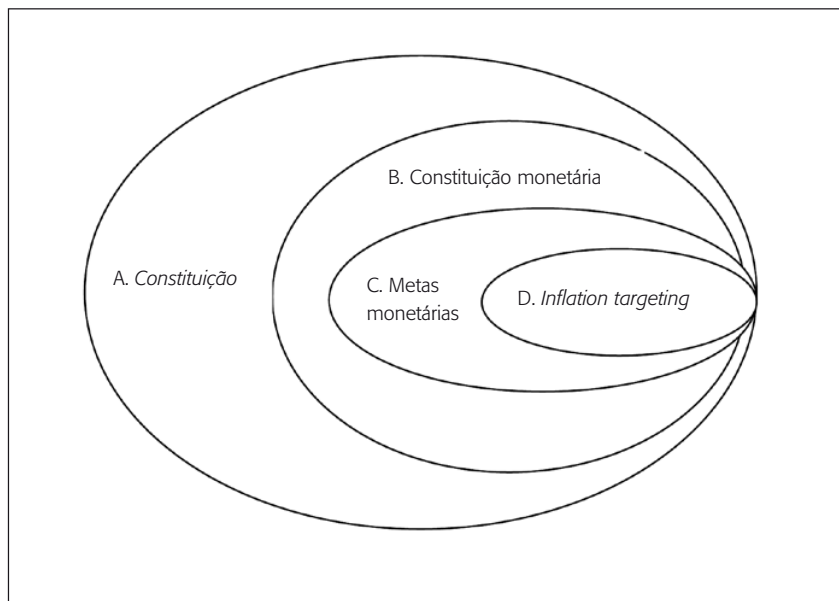 B. Constituição monetária
A. Constituição
C. Metas
monetárias
D. Inflation targeting